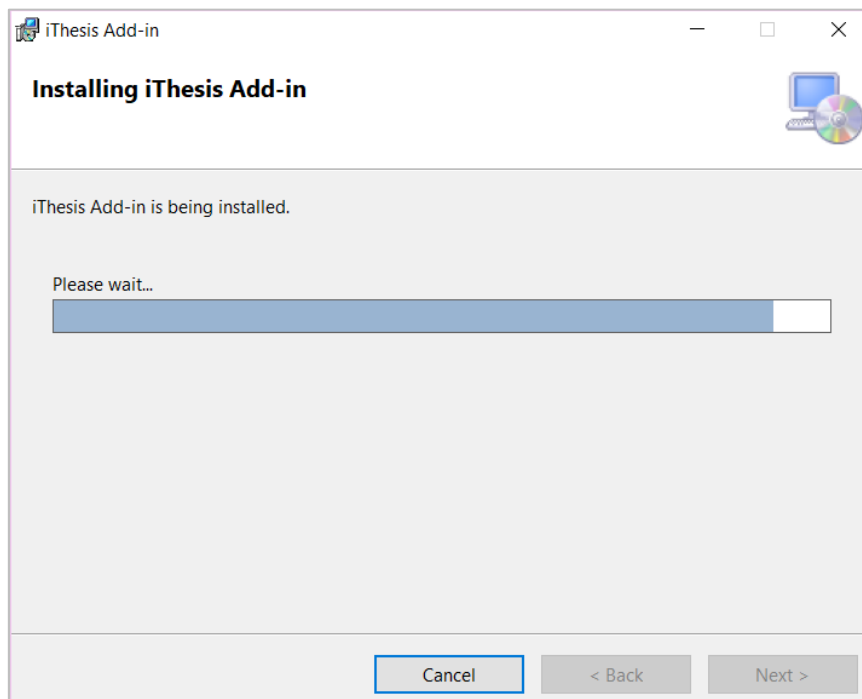 iThesis Add-in
Installing iThesis Add-in
iThesis Add-in is being installed.
Please wait...
Cancel
< Back
Next >